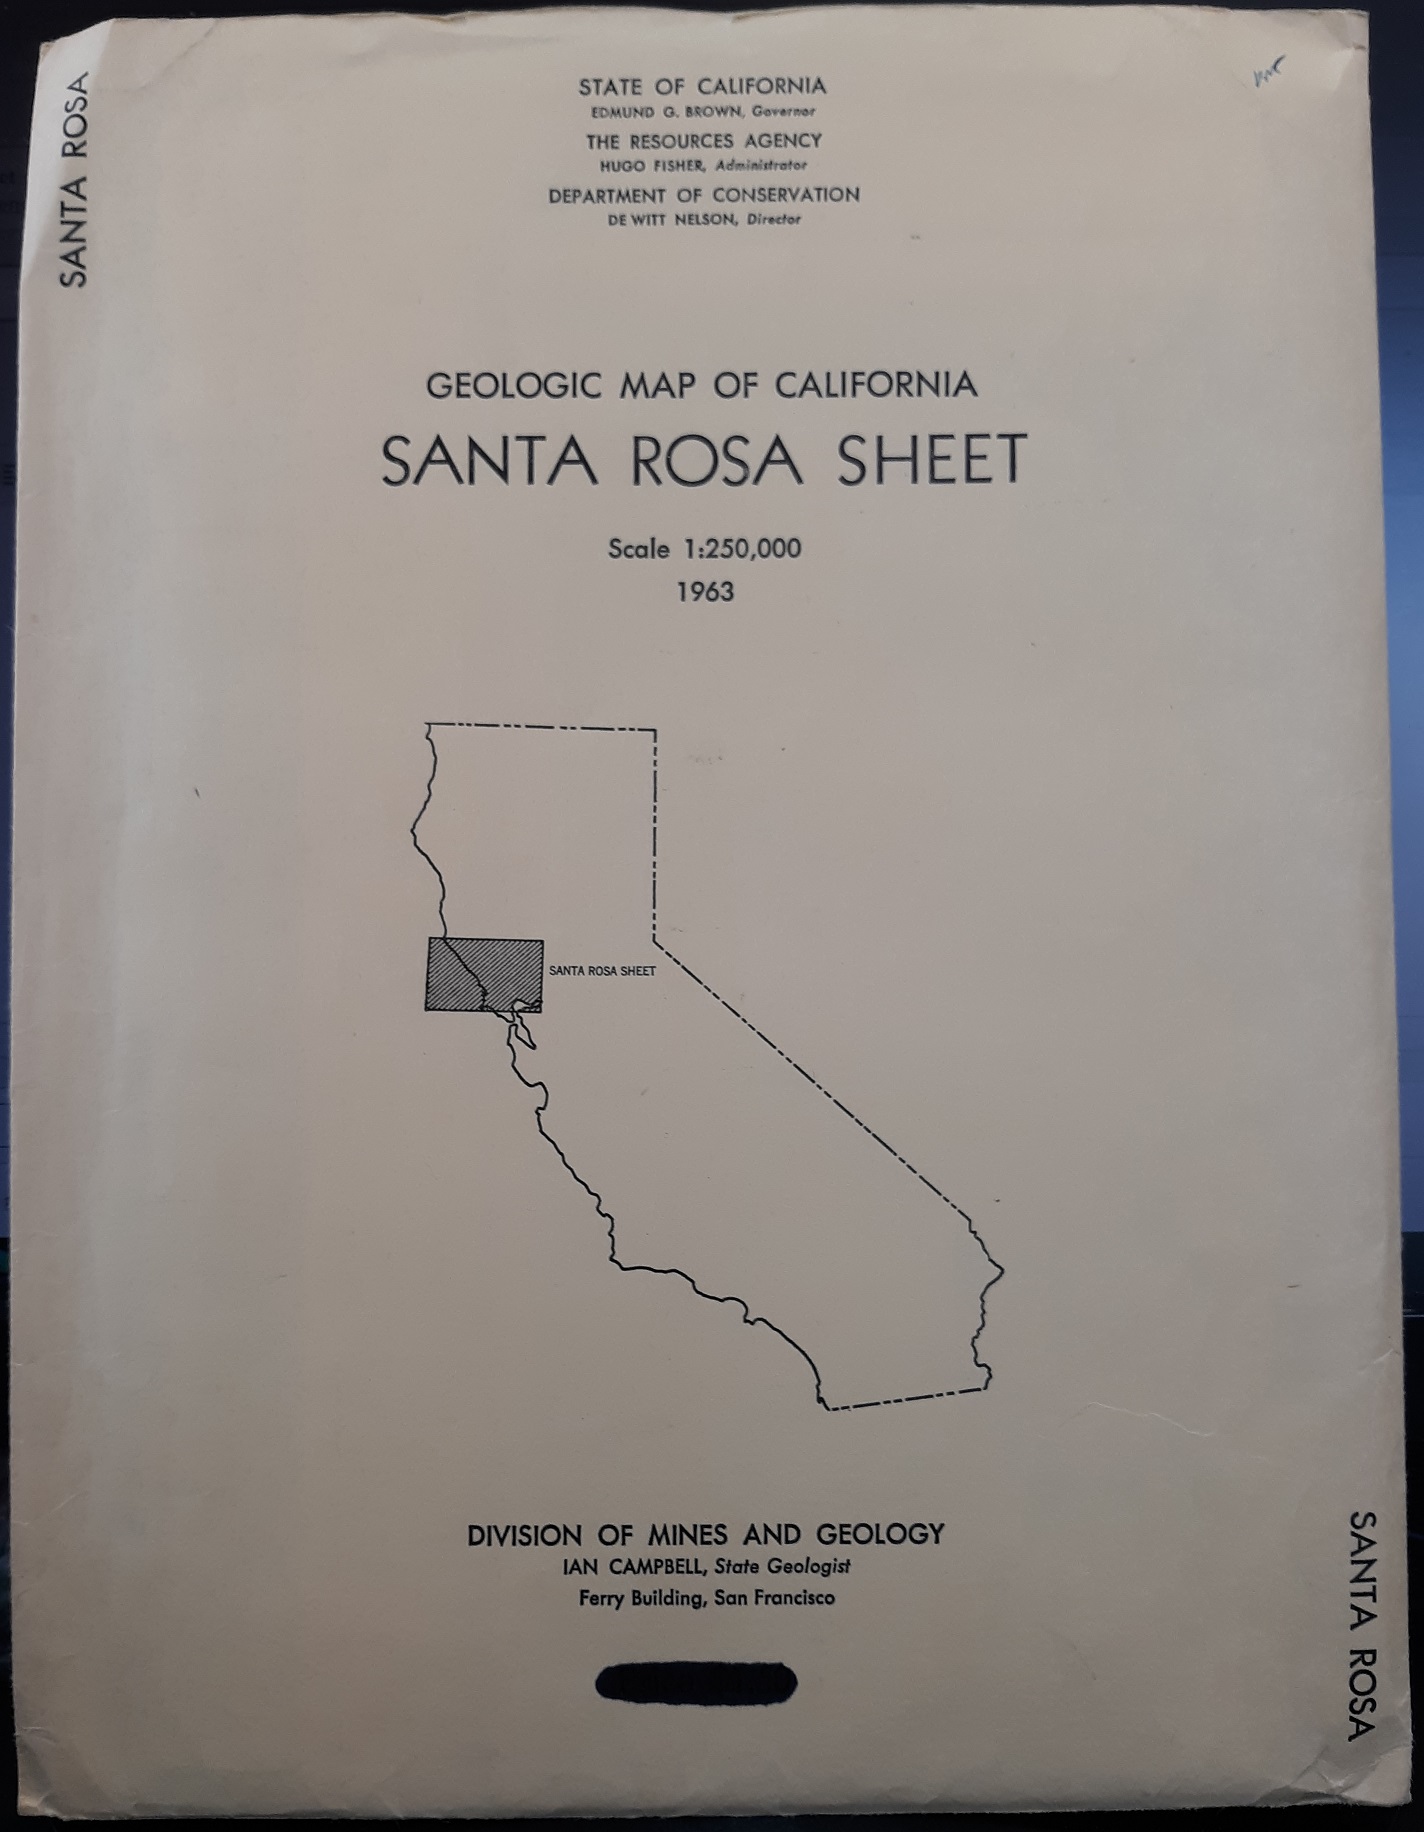 SANTA ROSA
STATE OF CALIFORNIA
EDMUND G. BROWN, Governor
THE RESOURCES AGENCY
HUGO FISHER, Administrator
DEPARTMENT OF CONSERVATION
DE WITT NELSON, Director
GEOLOGIC MAP OF CALIFORNIA
SANTA ROSA SHEET
Scale 1:250,000
1963
SANTA ROSA SHEET
DIVISION OF MINES AND GEOLOGY
IAN CAMPBELL, State Geologist
Ferry Building, San Francisco
SANTA ROSA